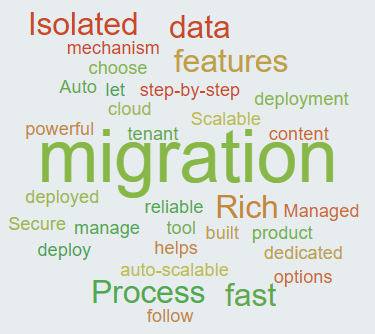 Isolated data
mechanism
choose features
Auto let step-by-step
cloud deployment
Scalable
powerful tenant content
migration
deployed reliable Rich Managed
Secure manage tool built product
deploy helps dedicated
auto-scalable options
Process fast
follow